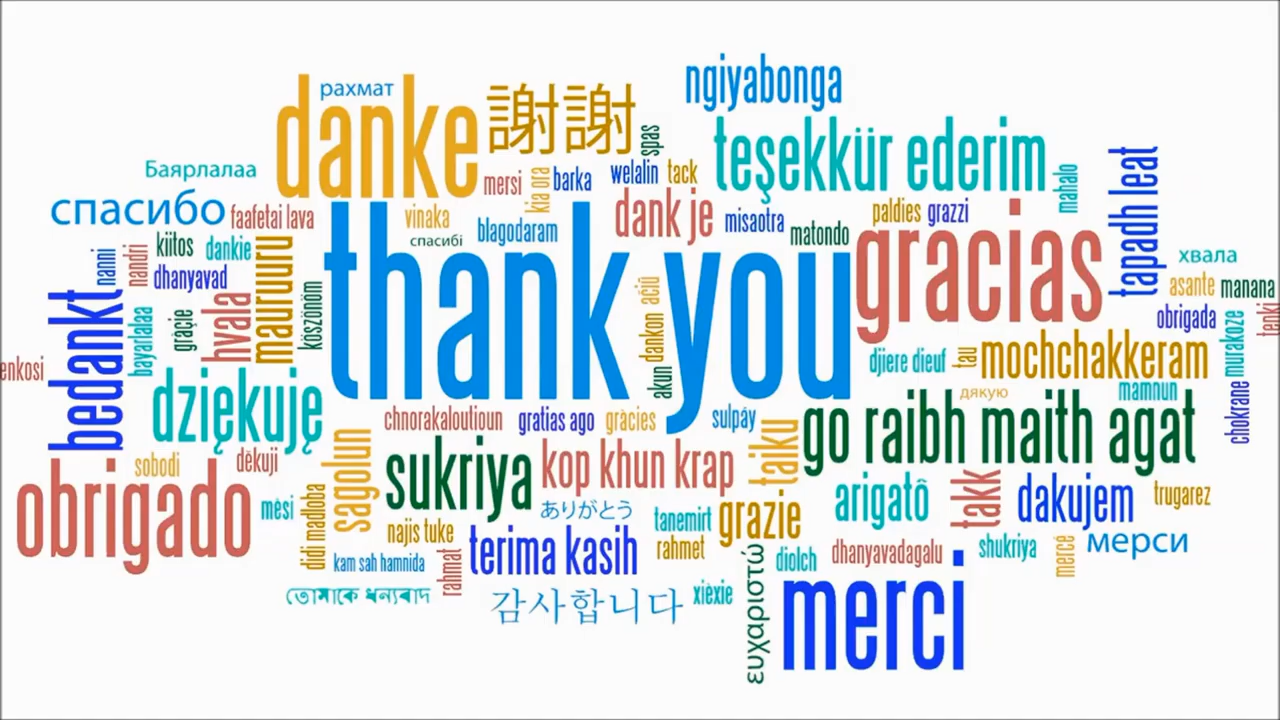 ngiyabonga
рахмат
danke
謝謝
spas
teşekkür ederim
tapadh leat
Баярлалаа
mersi
kia ora
barka
welalin
tack
mahalo
спасибо
faafetai lava
vinaka
спасибі
blagodaram
dank je
misaotra
matondo
paldies
grazzi
gracias
хвала
nanni
nandri
kiitos
dankie
dhanyavad
mauruuru
köszönöm
thank you
asante
manana
obrigada
tenki
enkosi
bedankt
bayarlalaa
gràcie
hvala
akun
dankon
ačiū
djiere dieuf
tau
mochchakkeram
murakoze
дякую
mamnun
chokrane
dziękuję
chnorakaloutioun
gratias ago
gràcies
sulpáy
taiku
go raibh maith agat
obrigado
sobodi
děkuji
sagolun
sukriya
kop khun krap
arigatô
takk
dakujem
trugarez
mèsi
didi madloba
najis tuke
ありがとう
tanemirt
grazie
terima kasih
rahmet
kam sah hamnida
rahmat
ευχαριστώ
diolch
dhanyavadagalu
shukriya
mercé
мерси
তোমাকে ধন্যবাদ
감사합니다
xièxie
merci